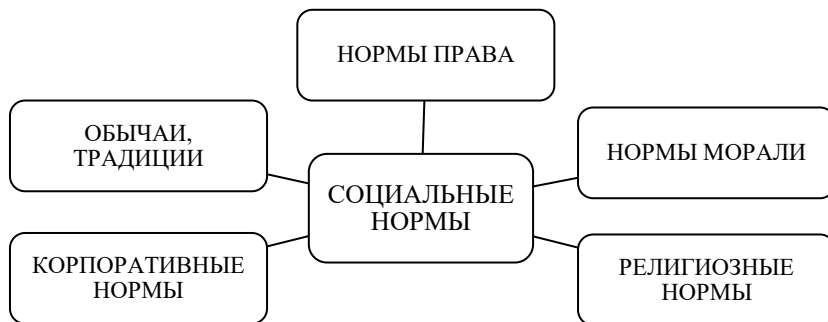 НОРМЫ ПРАВА
ОБЫЧАИ,
ТРАДИЦИИ
НОРМЫ МОРАЛИ
СОЦИАЛЬНЫЕ
НОРМЫ
КОРПОРАТИВНЫЕ
НОРМЫ
РЕЛИГИОЗНЫЕ
НОРМЫ